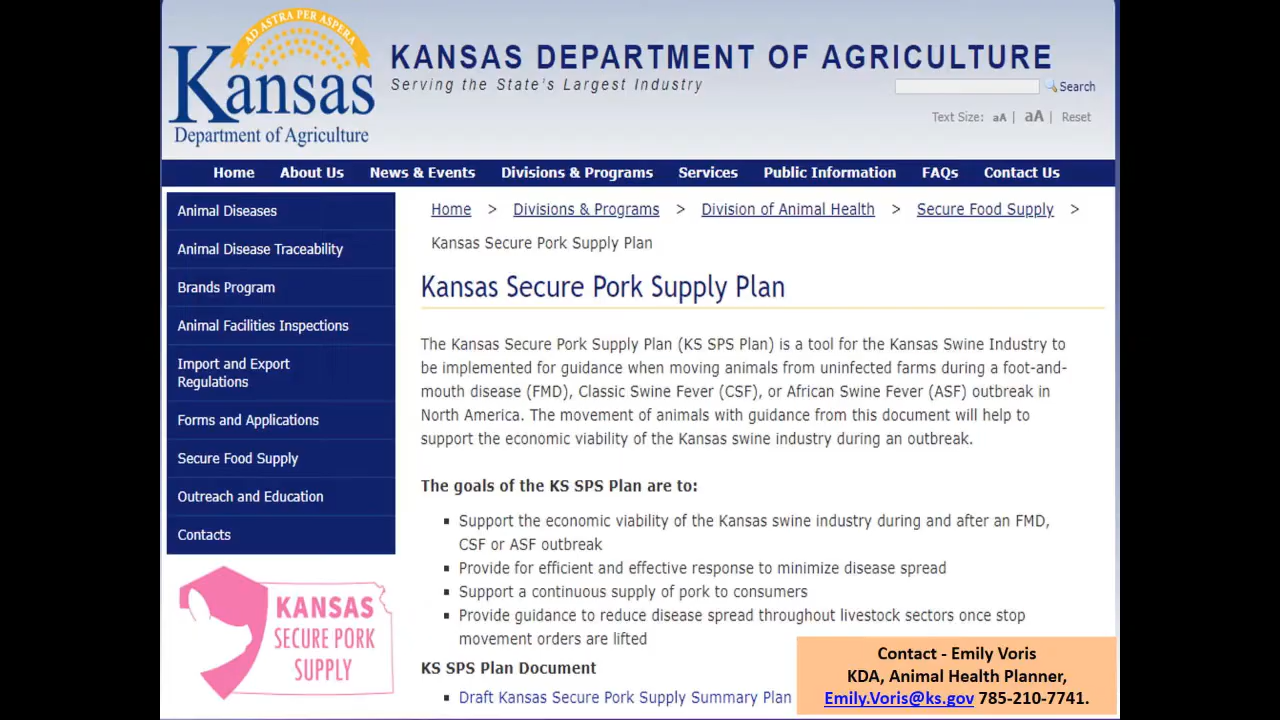 AD ASTRA PER ASPERA
Kansas
Department of Agriculture
KANSAS DEPARTMENT OF AGRICULTURE
Serving the State's Largest Industry
Search
Text Size: aA | aA | Reset
Home About Us News & Events Divisions & Programs Services Public Information FAQs Contact Us
Animal Diseases
Animal Disease Traceability
Brands Program
Animal Facilities Inspections
Import and Export
Regulations
Forms and Applications
Secure Food Supply
Outreach and Education
Contacts
KANSAS
SECURE PORK
SUPPLY
Home > Divisions & Programs > Division of Animal Health > Secure Food Supply >
Kansas Secure Pork Supply Plan
Kansas Secure Pork Supply Plan
The Kansas Secure Pork Supply Plan (KS SPS Plan) is a tool for the Kansas Swine Industry to
be implemented for guidance when moving animals from uninfected farms during a foot-and-
mouth disease (FMD), Classic Swine Fever (CSF), or African Swine Fever (ASF) outbreak in
North America. The movement of animals with guidance from this document will help to
support the economic viability of the Kansas swine industry during an outbreak.
The goals of the KS SPS Plan are to:
▪ Support the economic viability of the Kansas swine industry during and after an FMD,
CSF or ASF outbreak
▪ Provide for efficient and effective response to minimize disease spread
▪ Support a continuous supply of pork to consumers
▪ Provide guidance to reduce disease spread throughout livestock sectors once stop
movement orders are lifted
KS SPS Plan Document
▪ Draft Kansas Secure Pork Supply Summary Plan
Contact - Emily Voris
KDA, Animal Health Planner,
Emily.Voris@ks.gov 785-210-7741.